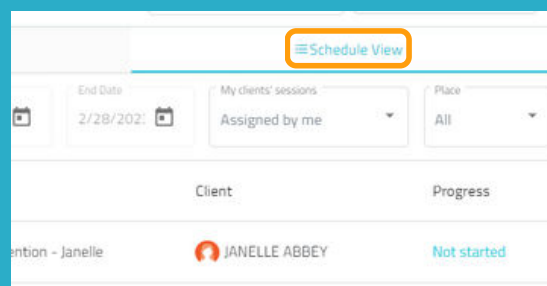 Schedule View
End Date
My clients' sessions
Place
2/28/202
Assigned by me
All
Client
Progress
ention - Janelle
JANELLE ABBEY
Not started